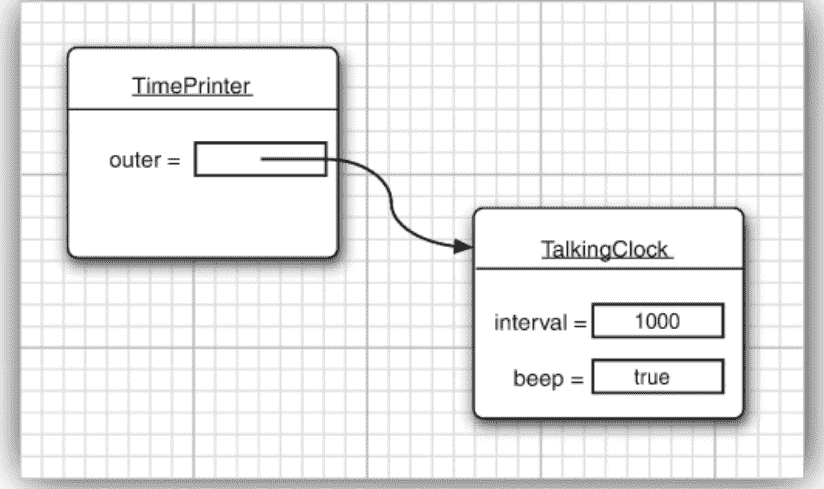 TimePrinter
outer =
TalkingClock
interval = 1000
beep = true